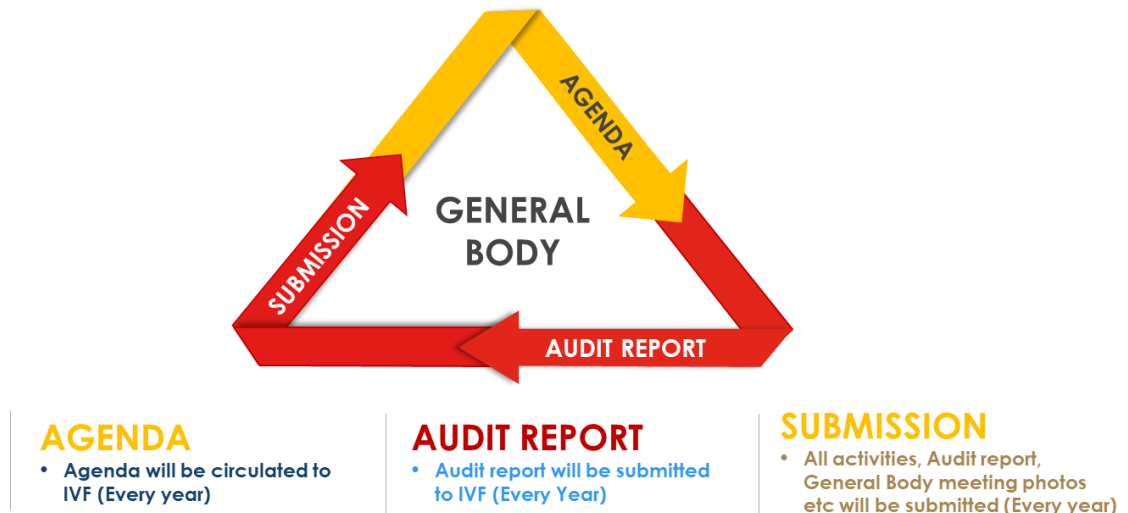 AGENDA
SUBMISSION
GENERAL
BODY
AUDIT REPORT
AGENDA
• Agenda will be circulated to
IVF (Every year)
AUDIT REPORT
• Audit report will be submitted
to IVF (Every Year)
SUBMISSION
• All activities, Audit report,
General Body meeting photos
etc will be submitted (Every year)